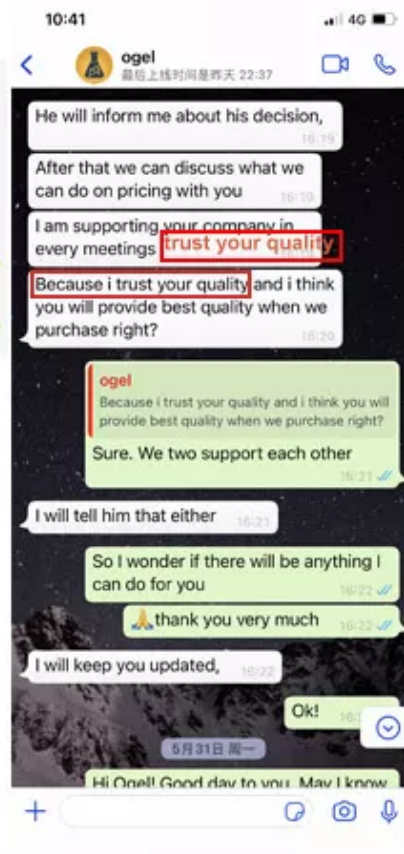 10:41
4G
ogel
最后上线时间是昨天 22:37
He will inform me about his decision,
16:19
After that we can discuss what we
can do on pricing with you
16:19
I am supporting your company in
every meetings
trust your quality
Because i trust your quality and i think
you will provide best quality when we
purchase right?
16:20
ogel
Because i trust your quality and i think you will
provide best quality when we purchase right?
Sure. We two support each other
16:21
I will tell him that either
16:21
So I wonder if there will be anything I
can do for you
16:22
🙏thank you very much
16:22
I will keep you updated,
16:22
Ok!
5月31日 周一
Hi Ogel! Good day to you. May I know